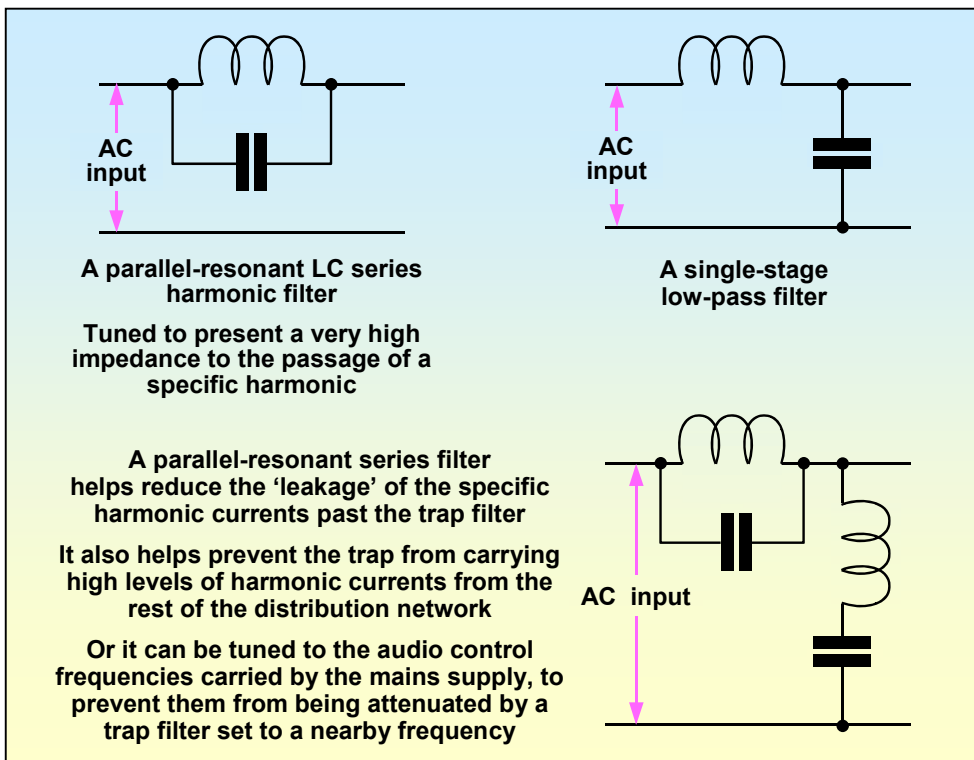 AC
input
A parallel-resonant LC series
harmonic filter
Tuned to present a very high
impedance to the passage of a
specific harmonic
AC
input
A single-stage
low-pass filter
A parallel-resonant series filter
helps reduce the ‘leakage’ of the specific
harmonic currents past the trap filter
It also helps prevent the trap from carrying
high levels of harmonic currents from the
rest of the distribution network
Or it can be tuned to the audio control
frequencies carried by the mains supply, to
prevent them from being attenuated by a
trap filter set to a nearby frequency
AC input